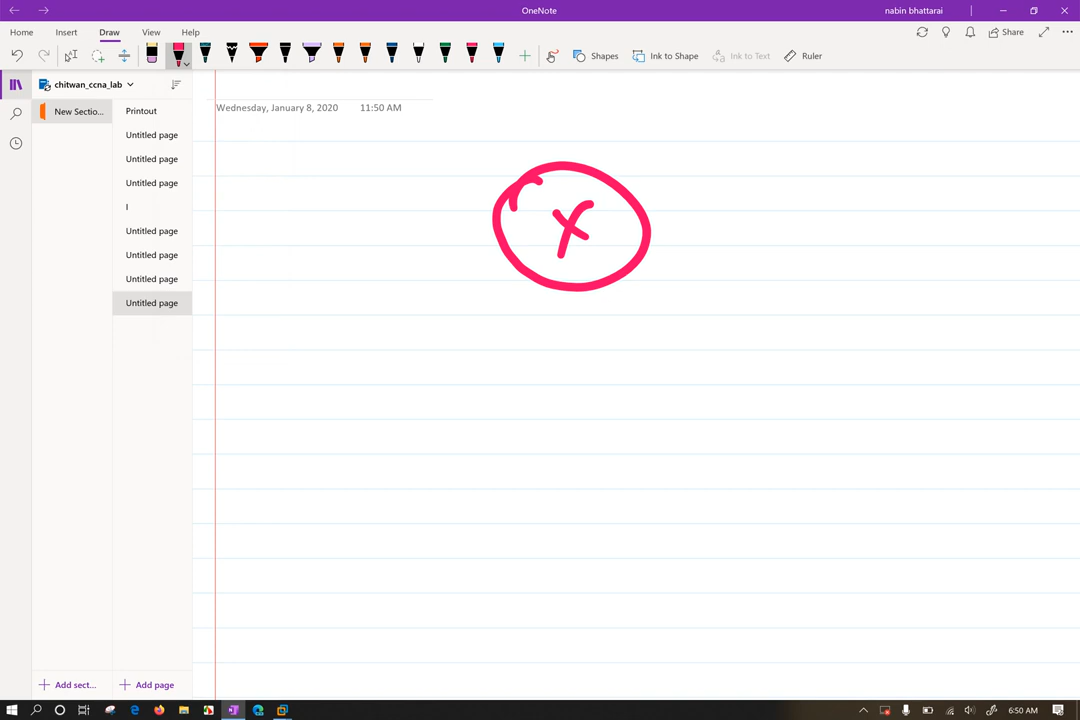 OneNote
nabin bhattarai
Home Insert Draw View Help
Share
Shapes Ink to Shape Ink to Text Ruler
chitwan_ccna_lab
New Sectio...
Printout
Untitled page
Untitled page
Untitled page
I
Untitled page
Untitled page
Untitled page
Untitled page
Wednesday, January 8, 2020 11:50 AM
x
Add sect... Add page
6:50 AM